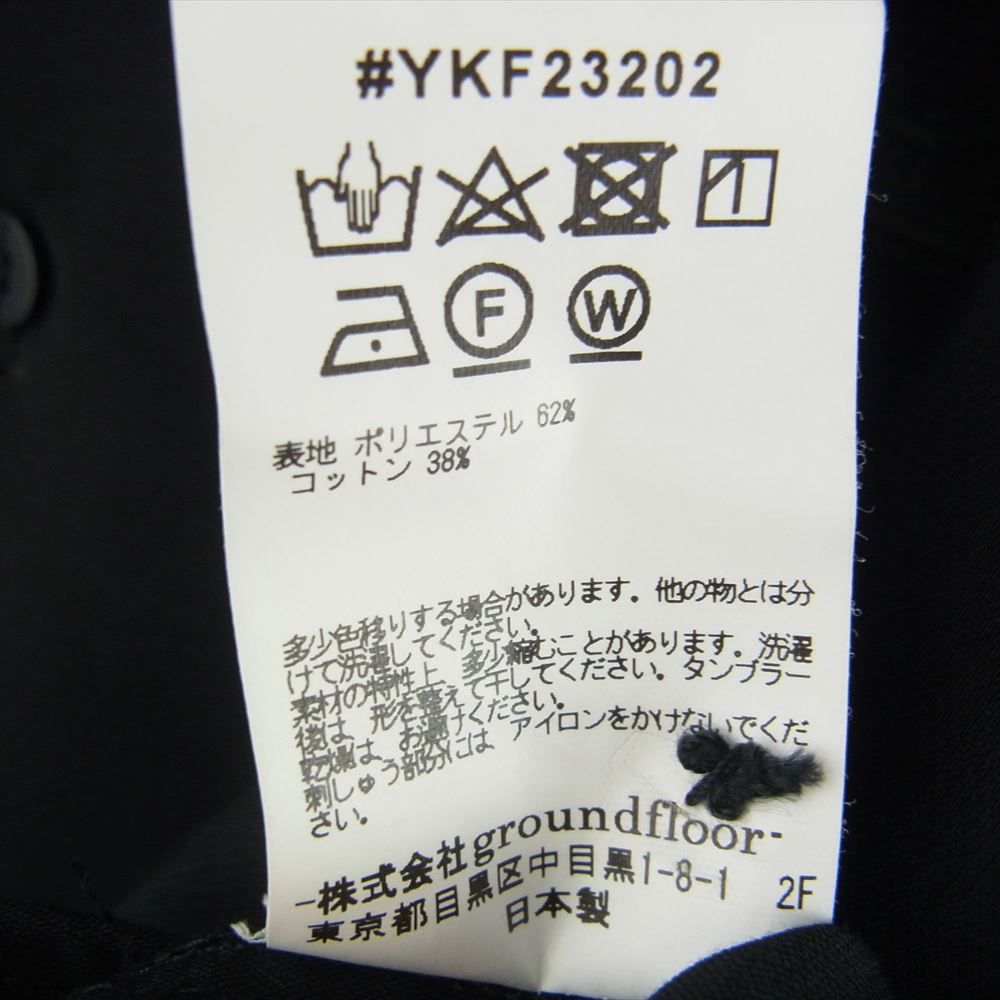 #YKF23202
F W
表地 ポリエステル 62%
コットン 38%
多少色移りする場合があります。他の物とは分
けて洗濯してください。
素材の特性上、多少縮むことがあります。洗濯
後は、形を整えて干してください。タンブラー
乾燥は、お避けください。
刺しゅう部分には アイロンをかけないでくだ
さい。
株式会社groundfloor
東京都目黒区中目黒1-8-1 2F
日本製